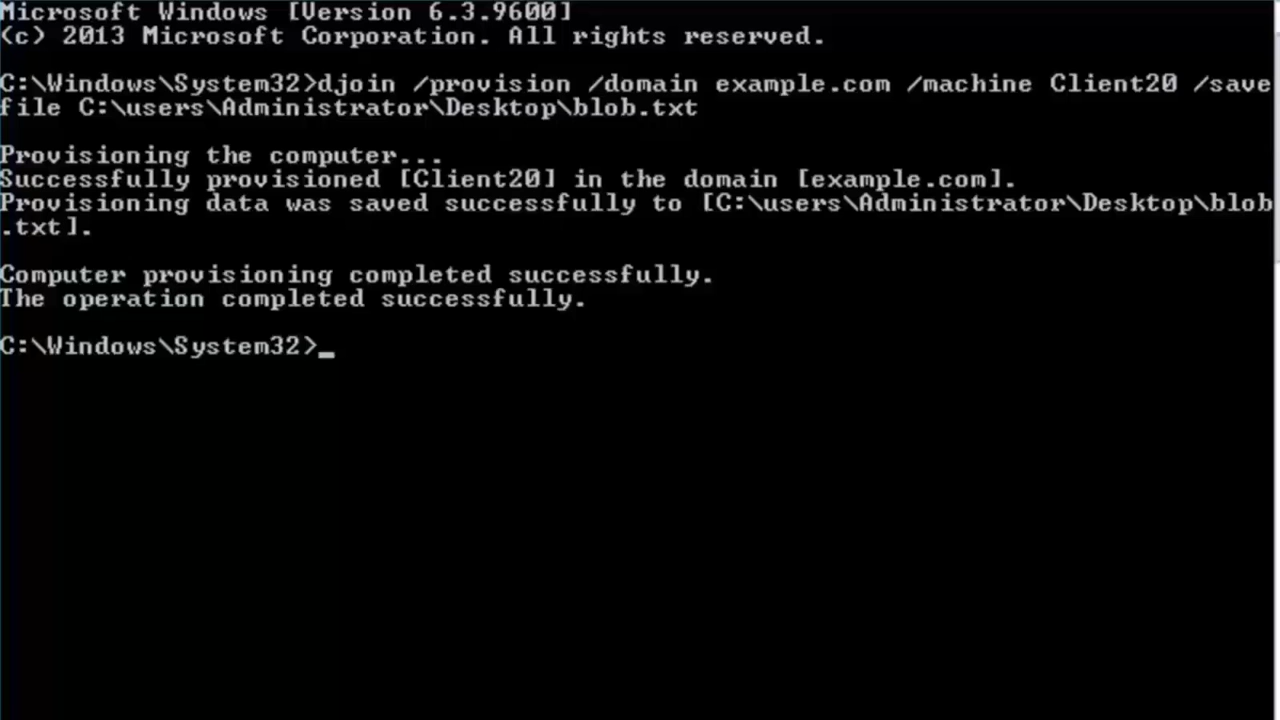 Microsoft Windows [Version 6.3.9600]
(c) 2013 Microsoft Corporation. All rights reserved.
C:\Windows\System32>djoin /provision /domain example.com /machine Client20 /save
file C:\users\Administrator\Desktop\blob.txt
Provisioning the computer...
Successfully provisioned [Client20] in the domain [example.com].
Provisioning data was saved successfully to [C:\users\Administrator\Desktop\blob
.txt].
Computer provisioning completed successfully.
The operation completed successfully.
C:\Windows\System32>_